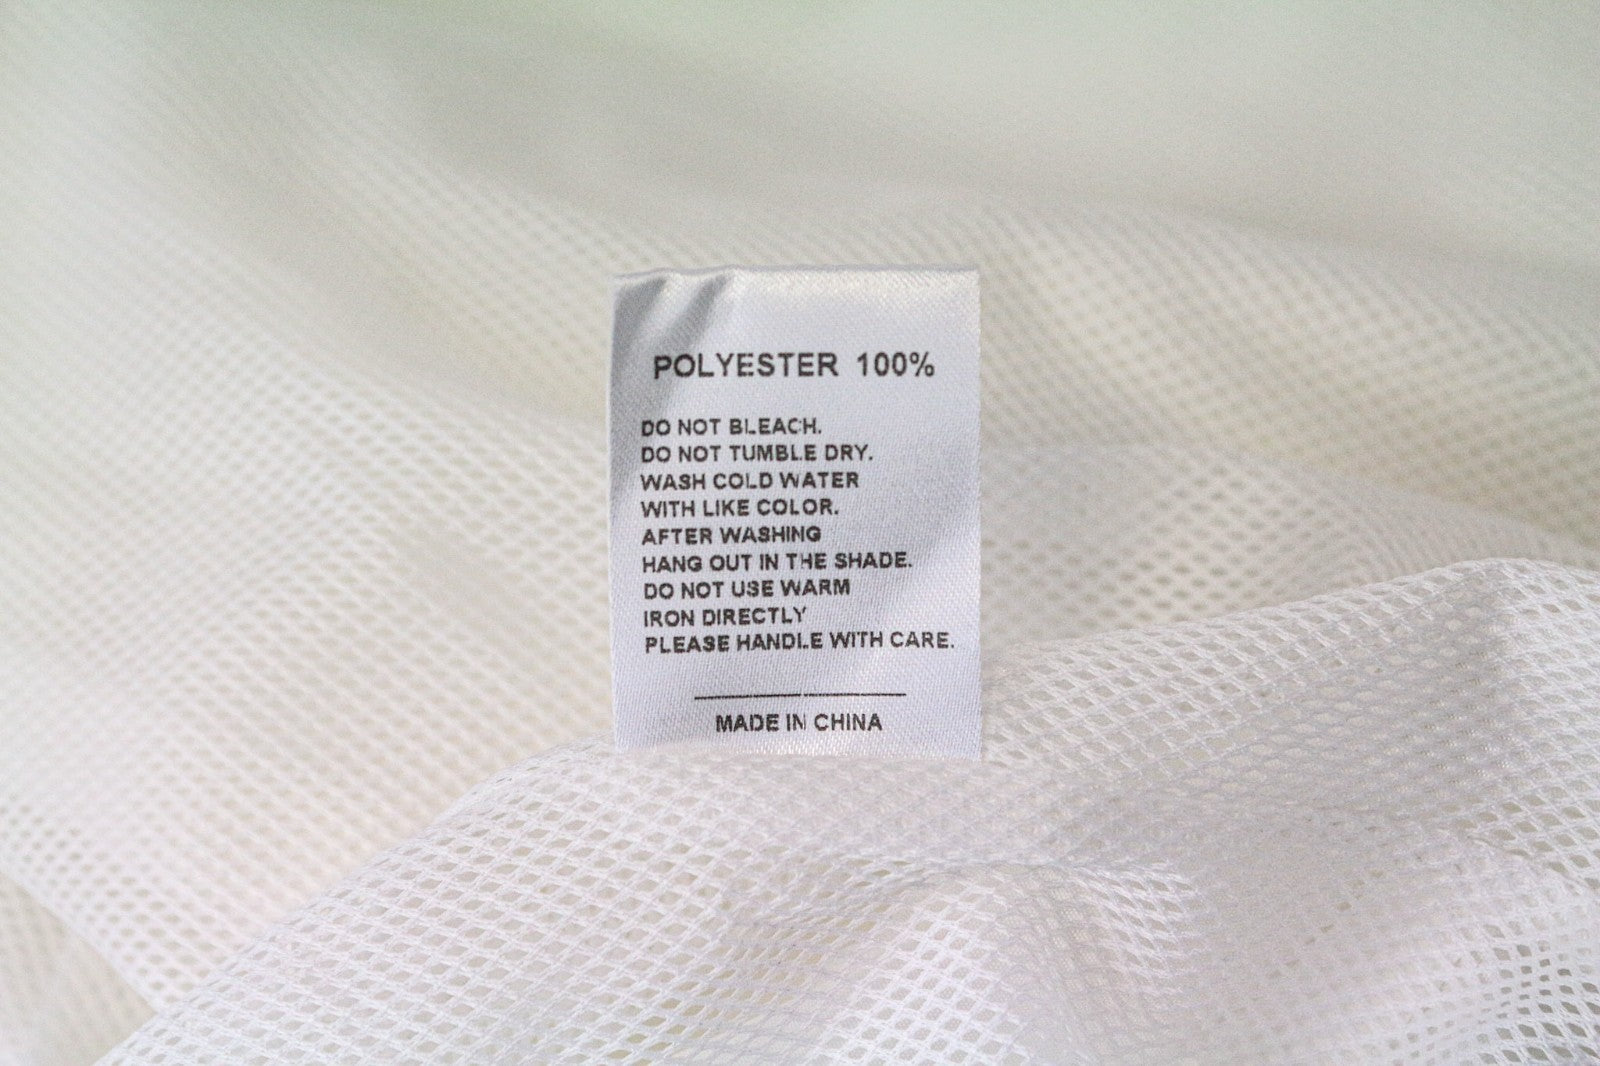 POLYESTER 100%
DO NOT BLEACH.
DO NOT TUMBLE DRY.
WASH COLD WATER
WITH LIKE COLOR.
AFTER WASHING
HANG OUT IN THE SHADE.
DO NOT USE WARM
IRON DIRECTLY
PLEASE HANDLE WITH CARE.
MADE IN CHINA